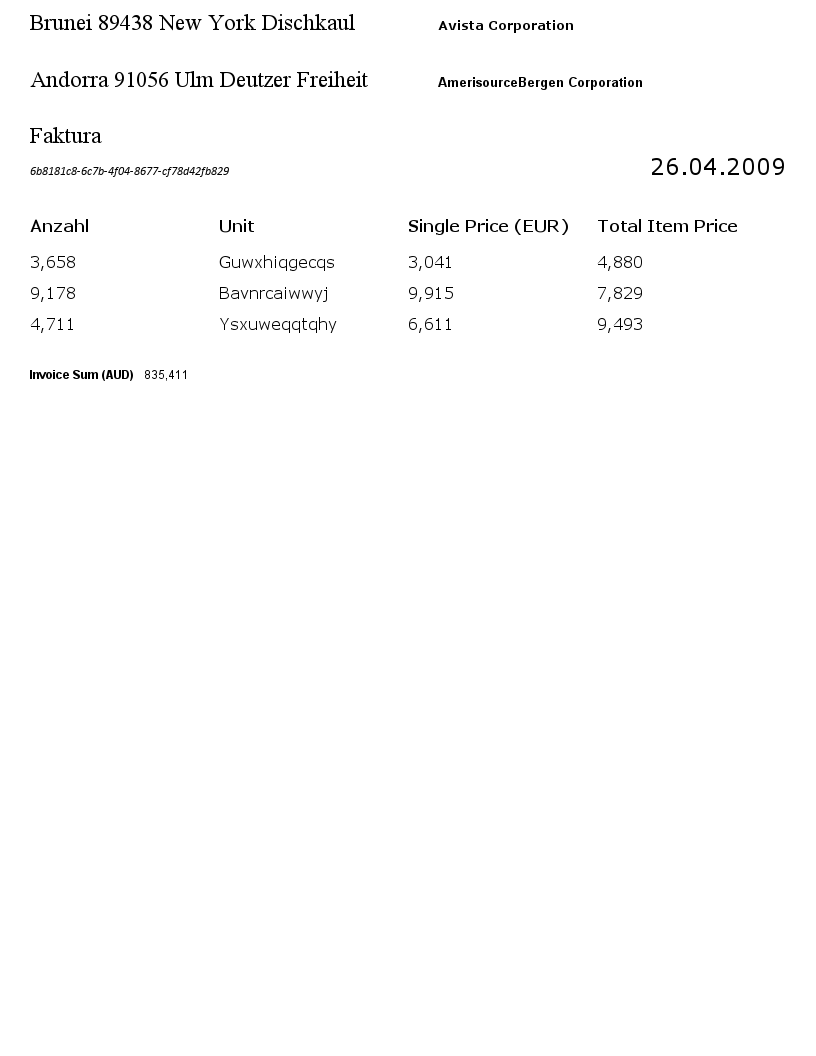 Brunei 89438 New York Dischkaul Avista Corporation
Andorra 91056 Ulm Deutzer Freiheit AmerisourceBergen Corporation
Faktura
6b8181c8-6c7b-4f04-8677-cf78d42fb829 26.04.2009
Anzahl Unit Single Price (EUR) Total Item Price
3,658 Guwxhiqgecqs 3,041 4,880
9,178 Bavnrcaiwwyj 9,915 7,829
4,711 Ysxuweqqtqhy 6,611 9,493
Invoice Sum (AUD) 835,411